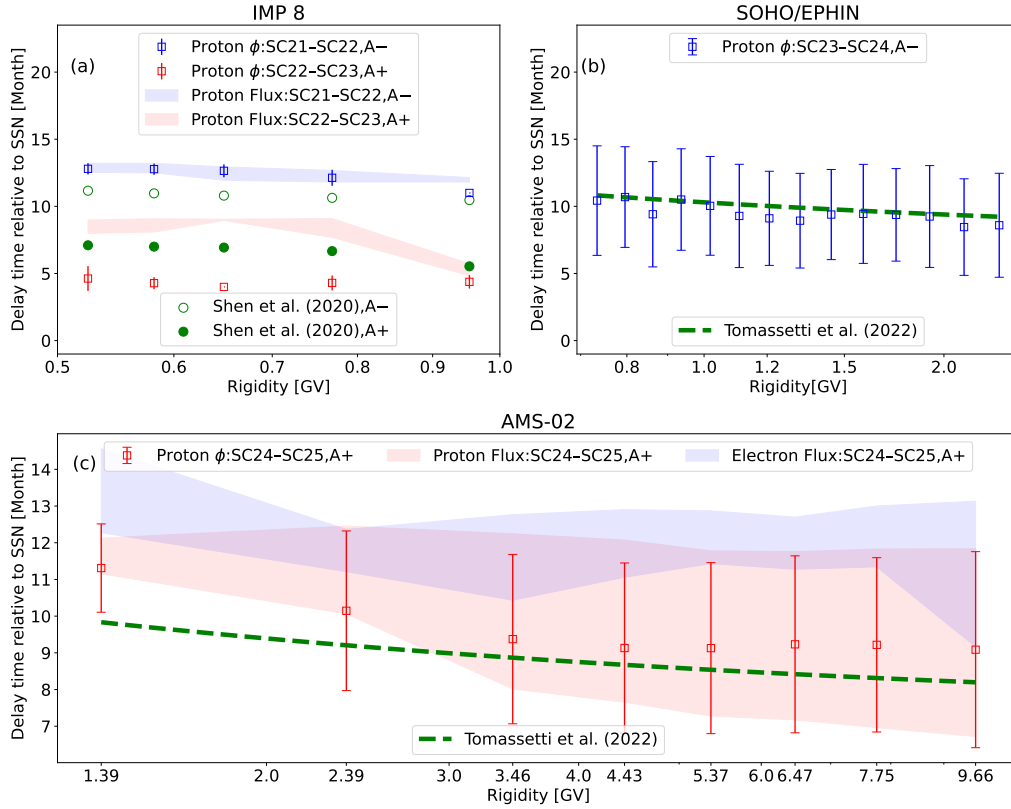 IMP 8
(a)
Proton ϕ:SC21–SC22,A−
Proton ϕ:SC22–SC23,A+
Proton Flux:SC21–SC22,A−
Proton Flux:SC22–SC23,A+
Shen et al. (2020),A−
Shen et al. (2020),A+
Delay time relative to SSN [Month]
20
15
10
5
0
0.5
0.6
0.7
0.8
0.9
1.0
Rigidity [GV]
SOHO/EPHIN
(b)
Proton ϕ:SC23–SC24,A−
Tomassetti et al. (2022)
Delay time relative to SSN [Month]
20
15
10
5
0
0.8
1.0
1.2
1.5
2.0
Rigidity[GV]
AMS-02
(c)
Proton ϕ:SC24–SC25,A+
Proton Flux:SC24–SC25,A+
Electron Flux:SC24–SC25,A+
Tomassetti et al. (2022)
Delay time relative to SSN [Month]
14
13
12
11
10
9
8
7
1.39
2.0
2.39
3.0
3.46
4.0
4.43
5.37
6.0
6.47
7.75
9.66
Rigidity [GV]